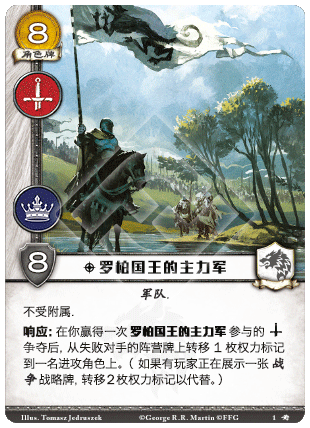 8
角色牌
8
罗柏国王的主力军
军队.
不受附属.
响应: 在你赢得一次 罗柏国王的主力军 参与的
争夺后, 从失败对手的阵营牌上转移 1 枚权力标记
到一名进攻角色上。( 如果有玩家正在展示一张 战
争 战略牌, 转移2枚权力标记以代替。)
Illus. Tomasz Jedruszek ©George R.R. Martin ©FFG 1